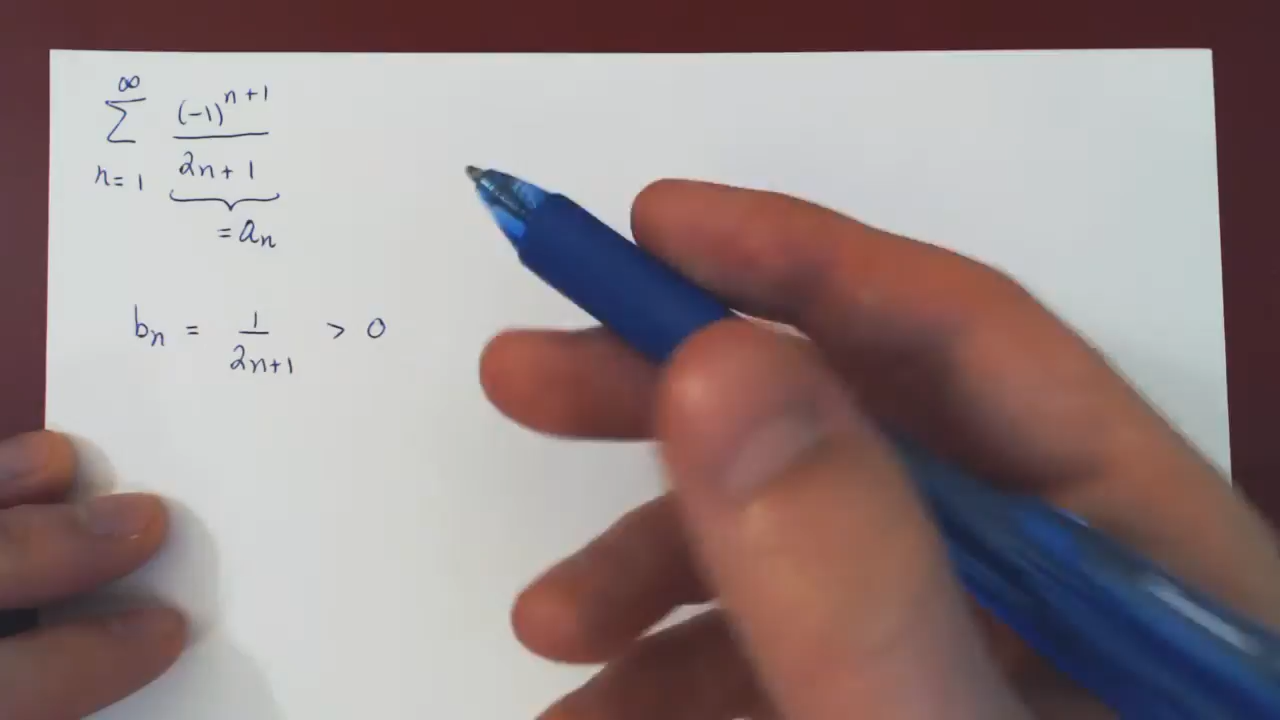 ∞
∑ (-1)^{n+1}
n=1 2n+1
= a_n
b_n = 1/(2n+1) > 0